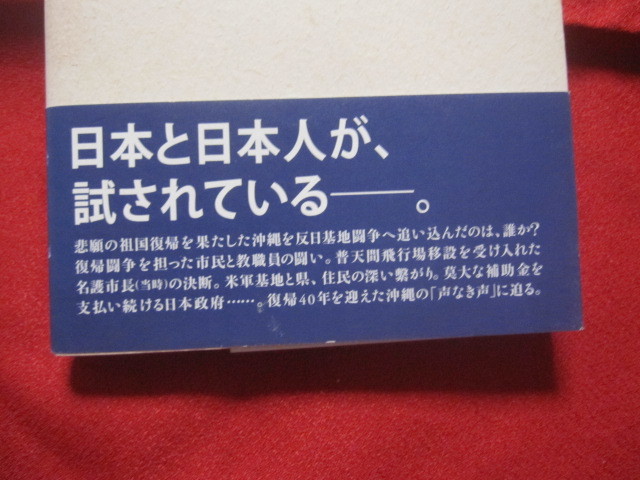 日本と日本人が、
試されている――。
悲願の祖国復帰を果たした沖縄を反日基地闘争へ追い込んだのは、誰か?
復帰闘争を担った市民と教職員の闘い。普天間飛行場移設を受け入れた
名護市長(当時)の決断。米軍基地と県、住民の深い繋がり。莫大な補助金を
支払い続ける日本政府……。復帰40年を迎えた沖縄の「声なき声」に迫る。